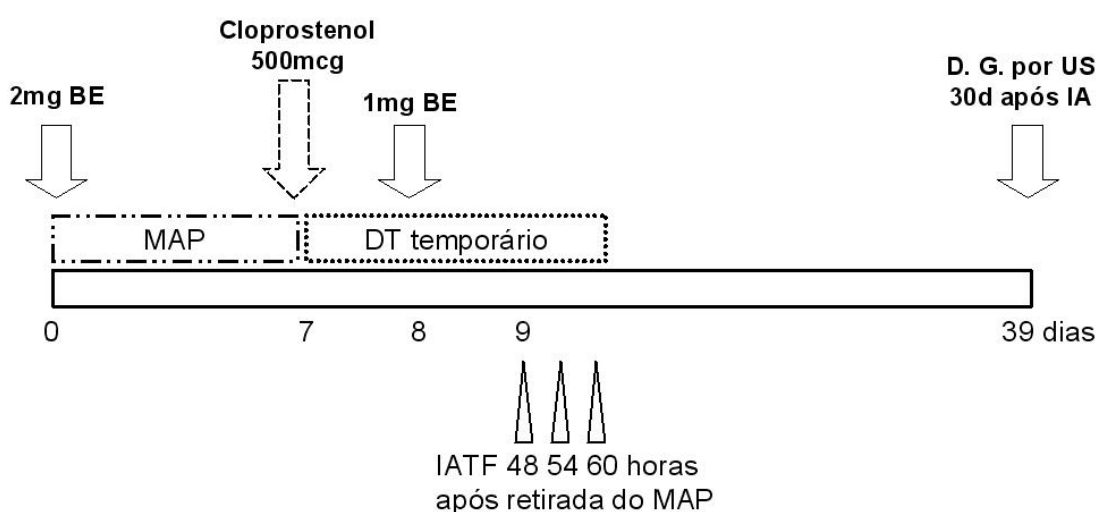 Cloprostenol
500mcg
2mg BE
1mg BE
D. G. por US
30d após IA
MAP
DT temporário
0 7 8 9 39 dias
IATF 48 54 60 horas
após retirada do MAP